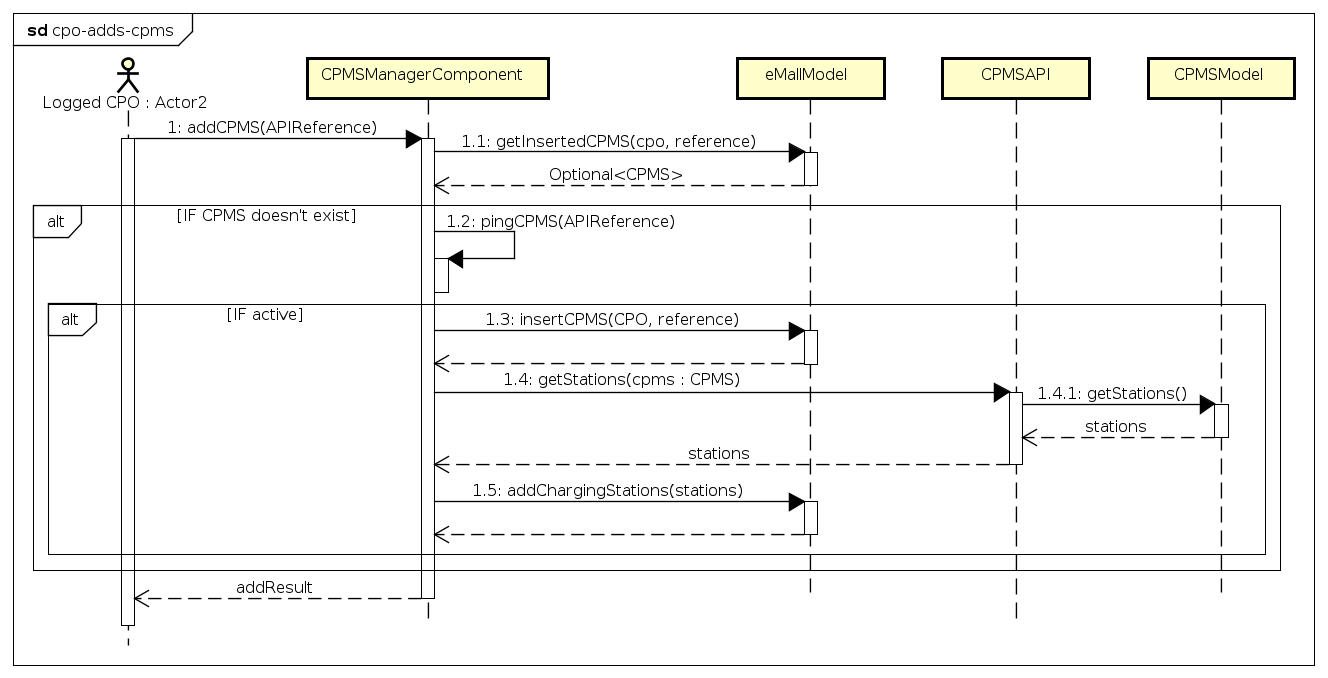 sd cpo-adds-cpms
Logged CPO : Actor2
CPMSManagerComponent
eMallModel
CPMSAPI
CPMSModel
1: addCPMS(APIReference)
1.1: getInsertedCPMS(cpo, reference)
Optional<CPMS>
alt
[IF CPMS doesn't exist]
1.2: pingCPMS(APIReference)
alt
[IF active]
1.3: insertCPMS(CPO, reference)
1.4: getStations(cpms : CPMS)
1.4.1: getStations()
stations
stations
1.5: addChargingStations(stations)
addResult